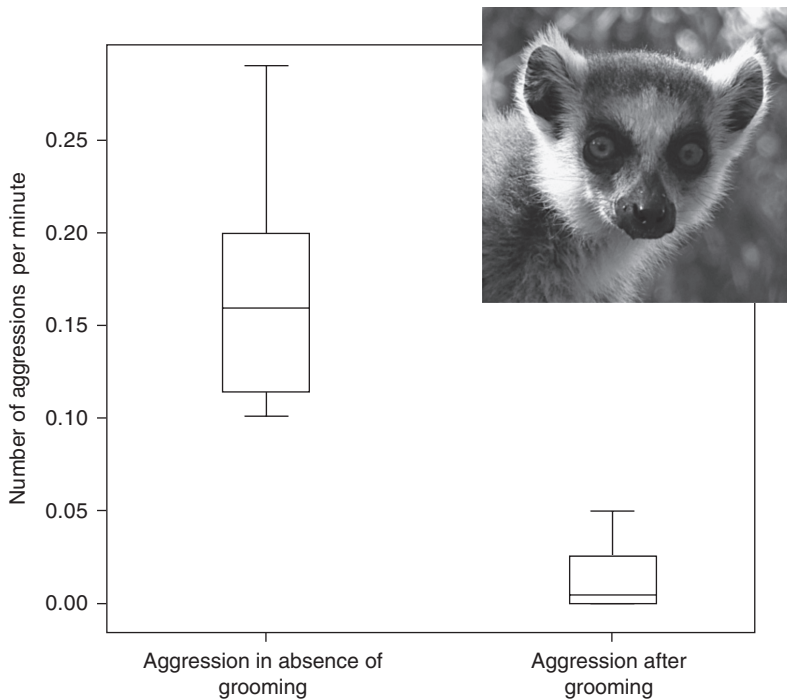 Number of aggressions per minute
0.25
0.20
0.15
0.10
0.05
0.00
Aggression in absence of
grooming
Aggression after
grooming